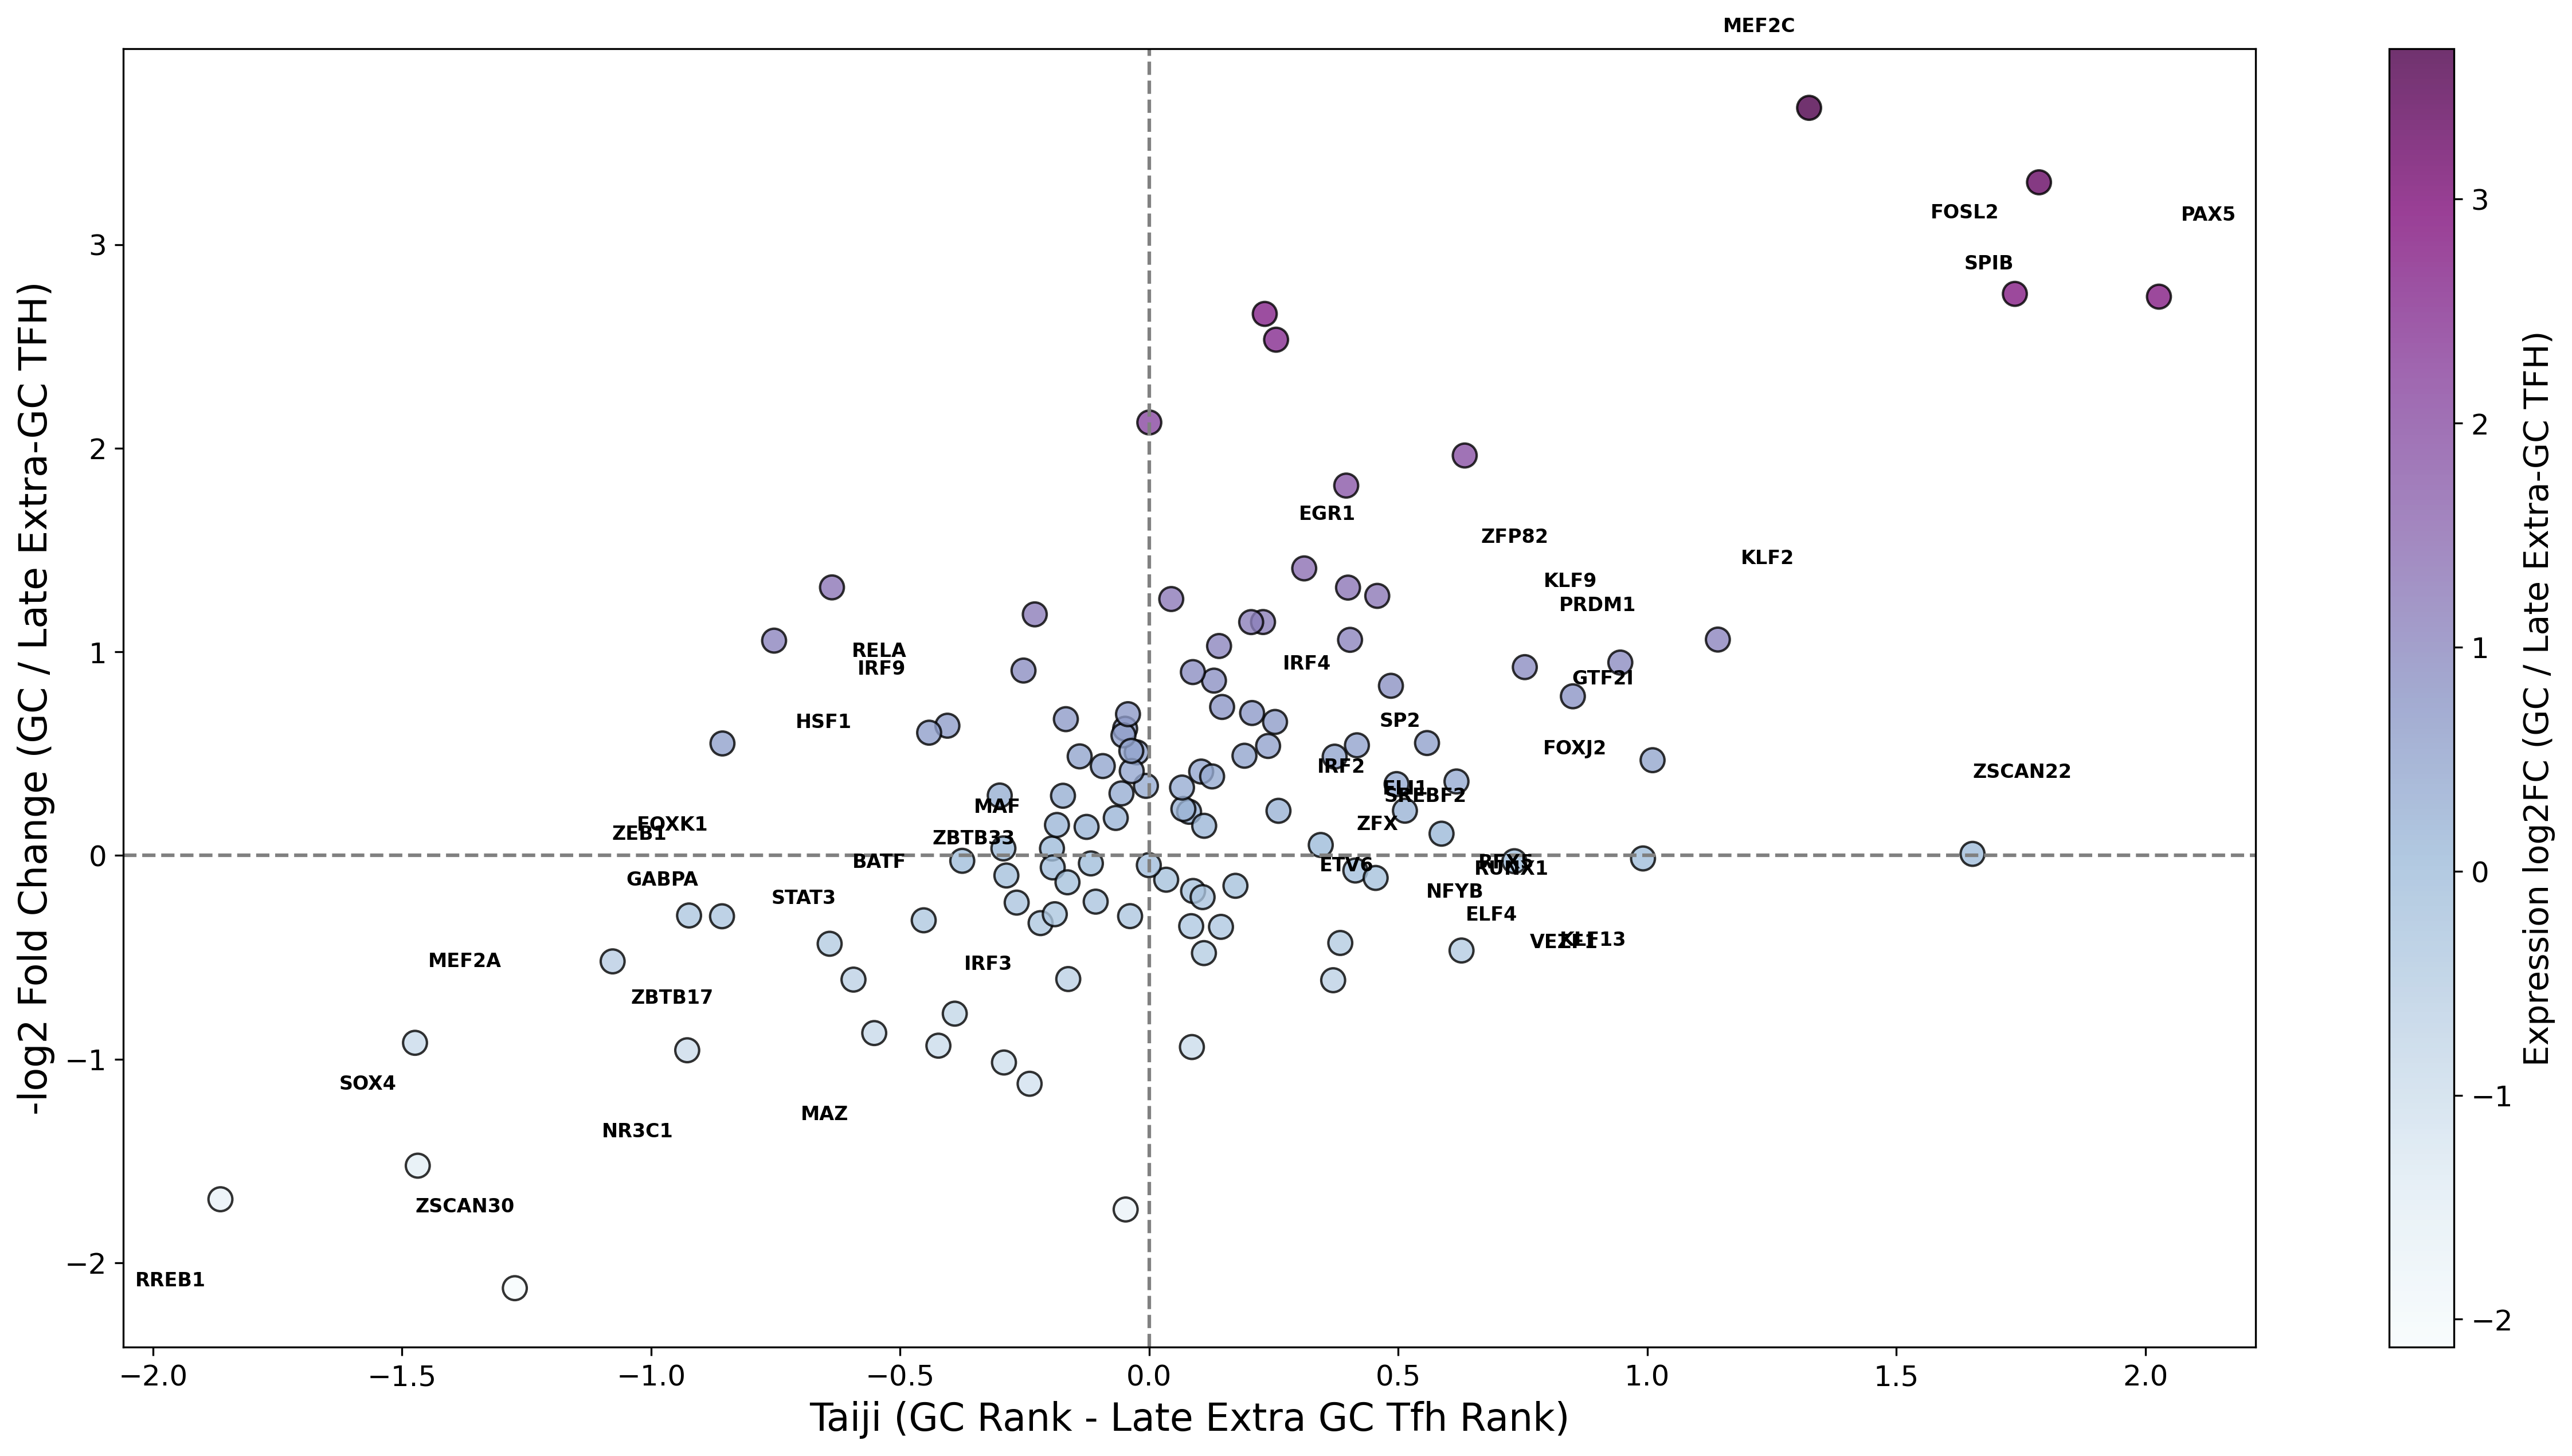 MEF2C
FOSL2
PAX5
SPIB
EGR1
ZFP82
KLF2
KLF9
PRDM1
RELA
IRF4
IRF9
GTF2I
HSF1
SP2
FOXJ2
IRF2
ZSCAN22
FLI1
SREBF2
MAF
FOXK1
ZEB1
ZFX
ZBTB33
BATF
ETV6
RUNX1
GABPA
NFYB
STAT3
ELF4
VEZF1
KLF13
MEF2A
IRF3
ZBTB17
SOX4
MAZ
NR3C1
ZSCAN30
RREB1
3
2
1
0
−1
−2
-log2 Fold Change (GC / Late Extra-GC TFH)
−2.0
−1.5
−1.0
−0.5
0.0
0.5
1.0
1.5
2.0
Taiji (GC Rank - Late Extra GC Tfh Rank)
3
2
1
0
−1
−2
Expression log2FC (GC / Late Extra-GC TFH)